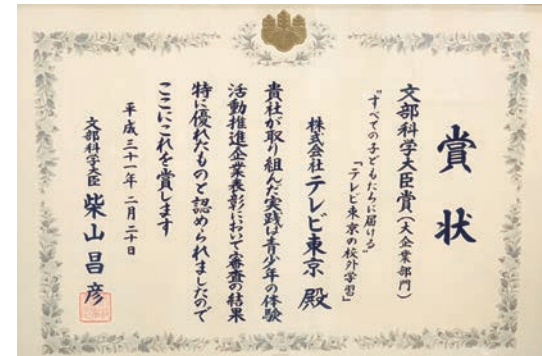 賞状
文部科学大臣賞（大企業部門）
"すべての子どもたちに届ける"
「テレビ東京の校外学習」
株式会社テレビ東京 殿
貴社が取り組んだ実践は青少年の体験
活動推進企業表彰において審査の結果
特に優れたものと認められましたので
ここにこれを賞します
平成三十一年 二月 二十日
文部科学大臣 柴山昌彦